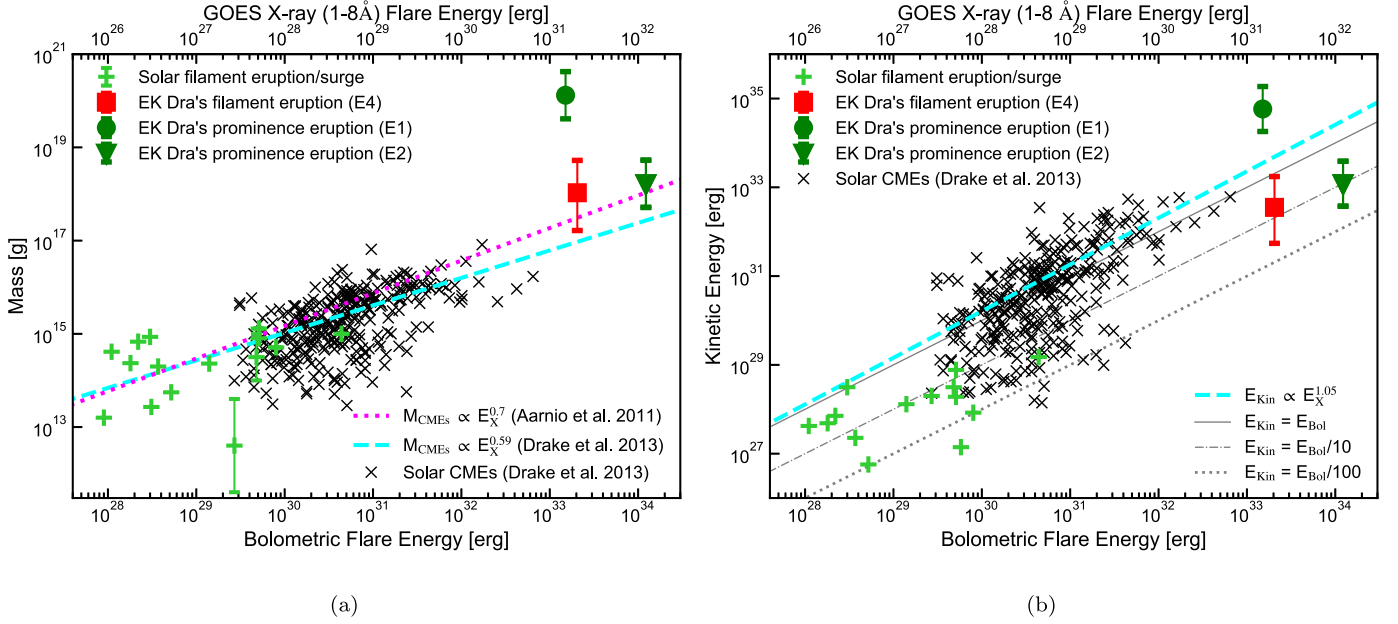 GOES X-ray (1-8Å) Flare Energy [erg]
10^26 10^27 10^28 10^29 10^30 10^31 10^32
Mass [g]
10^21
10^19
10^17
10^15
10^13
Solar filament eruption/surge
EK Dra's filament eruption (E4)
EK Dra's prominence eruption (E1)
EK Dra's prominence eruption (E2)
M_CMEs ∝ E_X^0.7 (Aarnio et al. 2011)
M_CMEs ∝ E_X^0.59 (Drake et al. 2013)
Solar CMEs (Drake et al. 2013)
10^28 10^29 10^30 10^31 10^32 10^33 10^34
Bolometric Flare Energy [erg]
(a)
GOES X-ray (1-8 Å) Flare Energy [erg]
10^26 10^27 10^28 10^29 10^30 10^31 10^32
Kinetic Energy [erg]
10^35
10^33
10^31
10^29
10^27
Solar filament eruption/surge
EK Dra's filament eruption (E4)
EK Dra's prominence eruption (E1)
EK Dra's prominence eruption (E2)
Solar CMEs (Drake et al. 2013)
E_Kin ∝ E_X^1.05
E_Kin = E_Bol
E_Kin = E_Bol/10
E_Kin = E_Bol/100
10^28 10^29 10^30 10^31 10^32 10^33 10^34
Bolometric Flare Energy [erg]
(b)